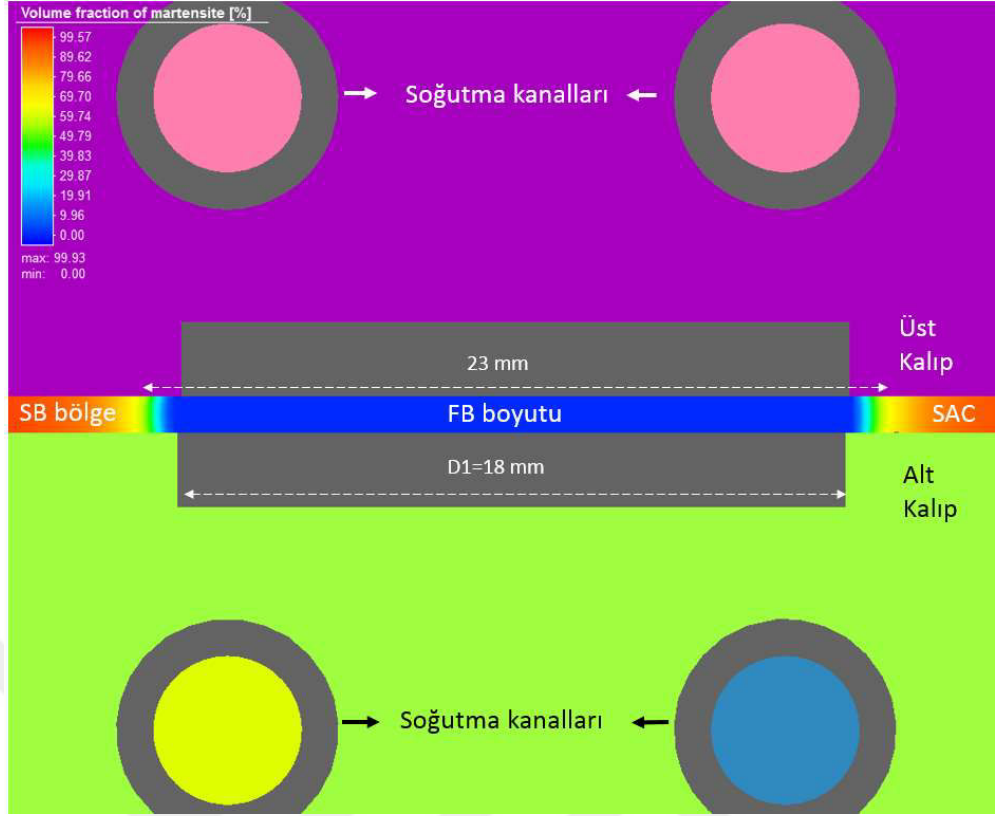 Volume fraction of martensite [%]
99.57
89.62
79.66
69.70
59.74
49.79
39.83
29.87
19.91
9.96
0.00
max: 99.93
min: 0.00
Soğutma kanalları
Üst
Kalıp
23 mm
SB bölge
FB boyutu
SAC
D1=18 mm
Alt
Kalıp
Soğutma kanalları